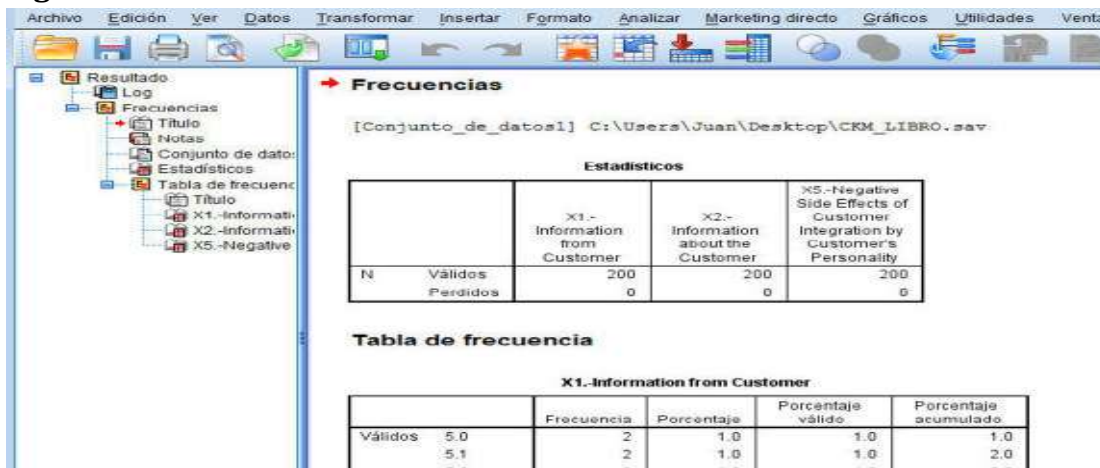 Archivo Edición Ver Datos Transformar Insertar Formato Analizar Marketing directo Gráficos Utilidades Venta
Resultado
Log
Frecuencias
Título
Notas
Conjunto de datos
Estadísticos
Tabla de frecuenc
Título
X1.-Informati
X2.-Informati
X5.-Negative
Frecuencias
[Conjunto_de_datos1] C:\Users\Juan\Desktop\CKM_LIBRO.sav
Estadísticos
X1.- Information from Customer
X2.- Information about the Customer
X5.-Negative Side Effects of Customer Integration by Customer's Personality
N Válidos 200 200 200
Perdidos 0 0 0
Tabla de frecuencia
X1.-Information from Customer
Frecuencia Porcentaje Porcentaje válido Porcentaje acumulado
Válidos 5.0 2 1.0 1.0 1.0
5.1 2 1.0 1.0 2.0